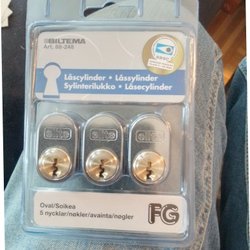 BILTEMA
Art. 88-248
Låscylinder • Låssylinder
Sylinterilukko • Låsecylinder
Oval/Soikea
5 nycklar/nøkler/avainta/nøgler
FG